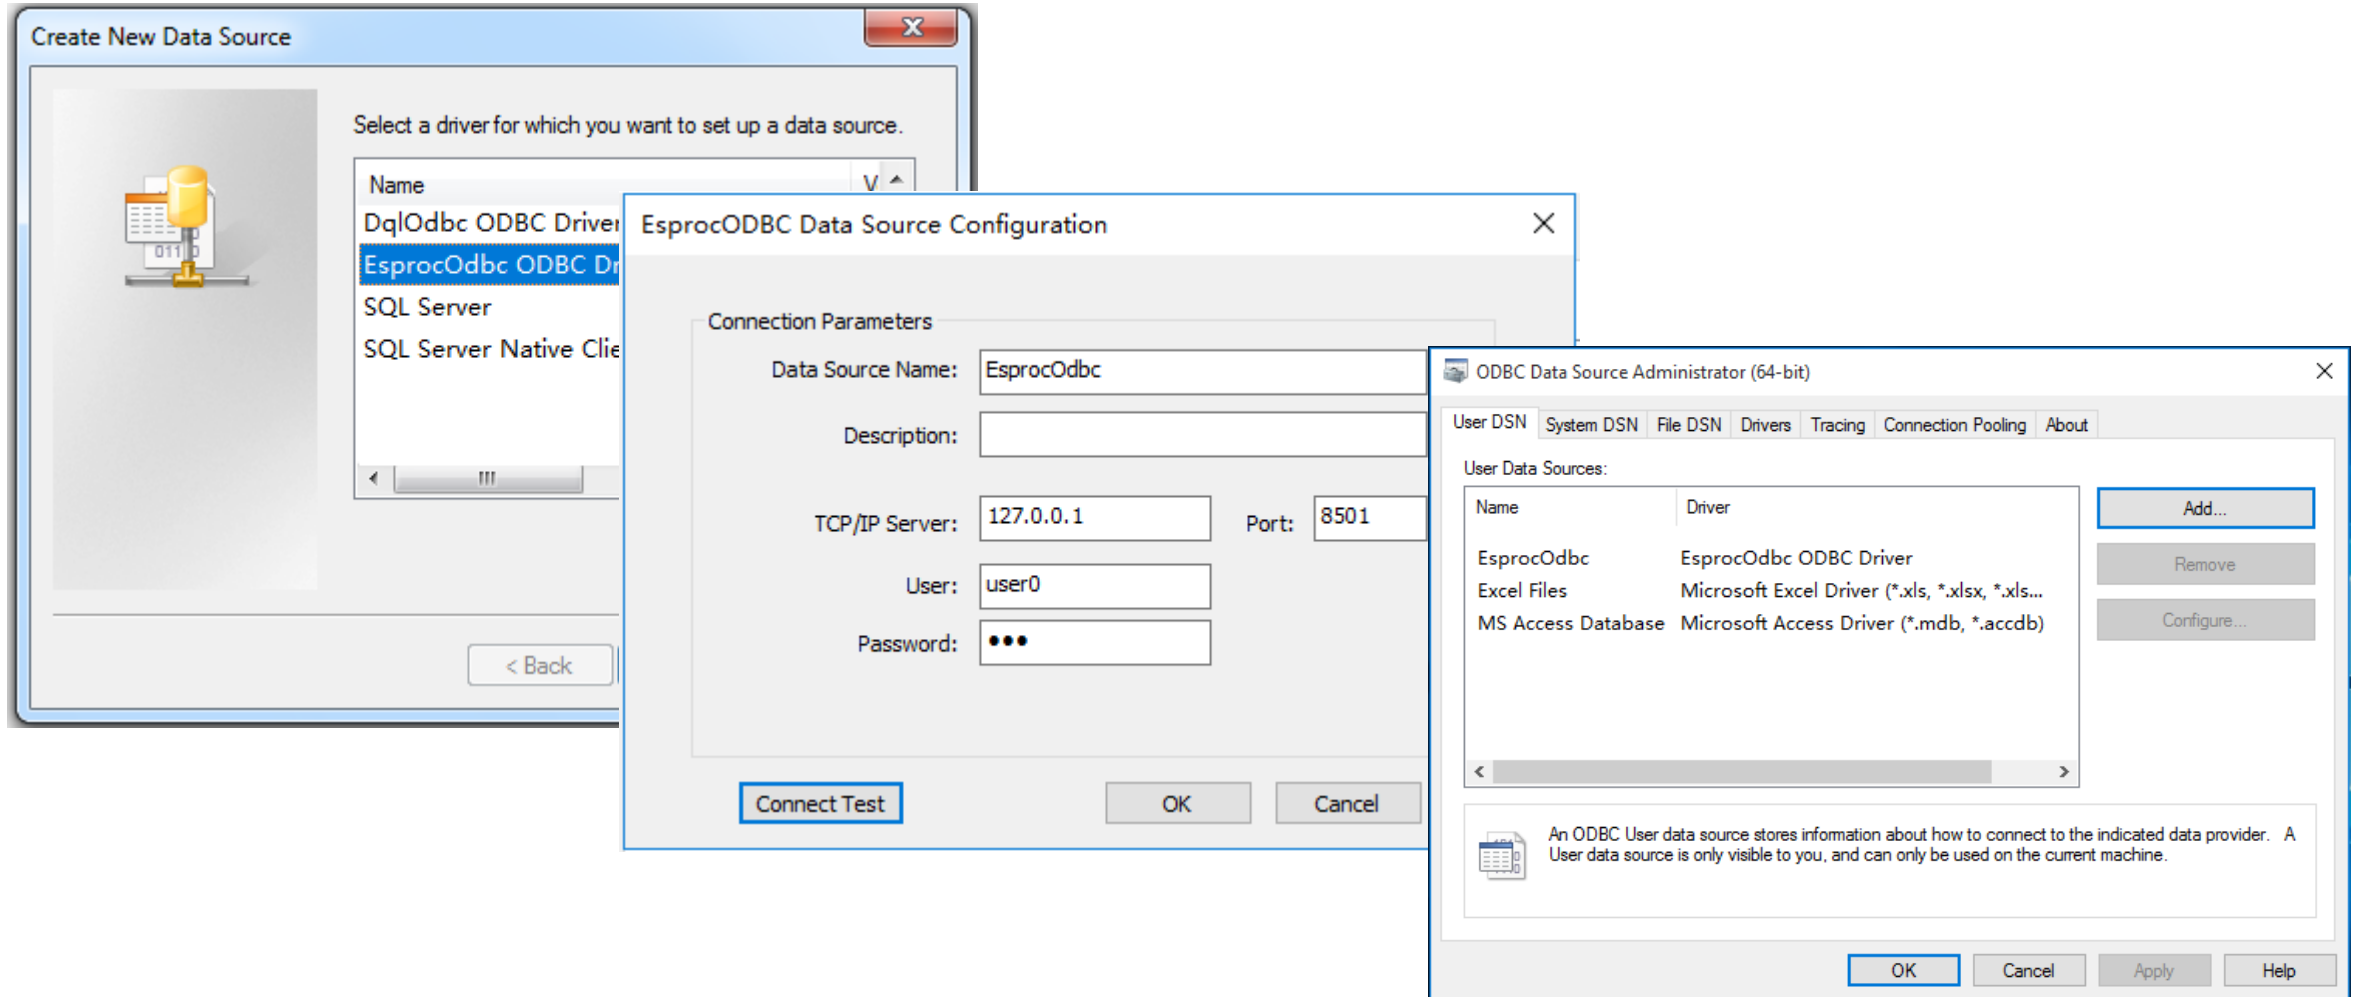 Create New Data Source
Select a driver for which you want to set up a data source.
Name V
DqlOdbc ODBC Driver
EsprocOdbc ODBC Dr
SQL Server
SQL Server Native Clie
< Back
EsprocODBC Data Source Configuration
Connection Parameters
Data Source Name: EsprocOdbc
Description:
TCP/IP Server: 127.0.0.1 Port: 8501
User: user0
Password: ●●●
Connect Test OK Cancel
ODBC Data Source Administrator (64-bit)
User DSN System DSN File DSN Drivers Tracing Connection Pooling About
User Data Sources:
Name Driver Add...
EsprocOdbc EsprocOdbc ODBC Driver Remove
Excel Files Microsoft Excel Driver (*.xls, *.xlsx, *.xls...
MS Access Database Microsoft Access Driver (*.mdb, *.accdb) Configure...
An ODBC User data source stores information about how to connect to the indicated data provider. A
User data source is only visible to you, and can only be used on the current machine.
OK Cancel Apply Help